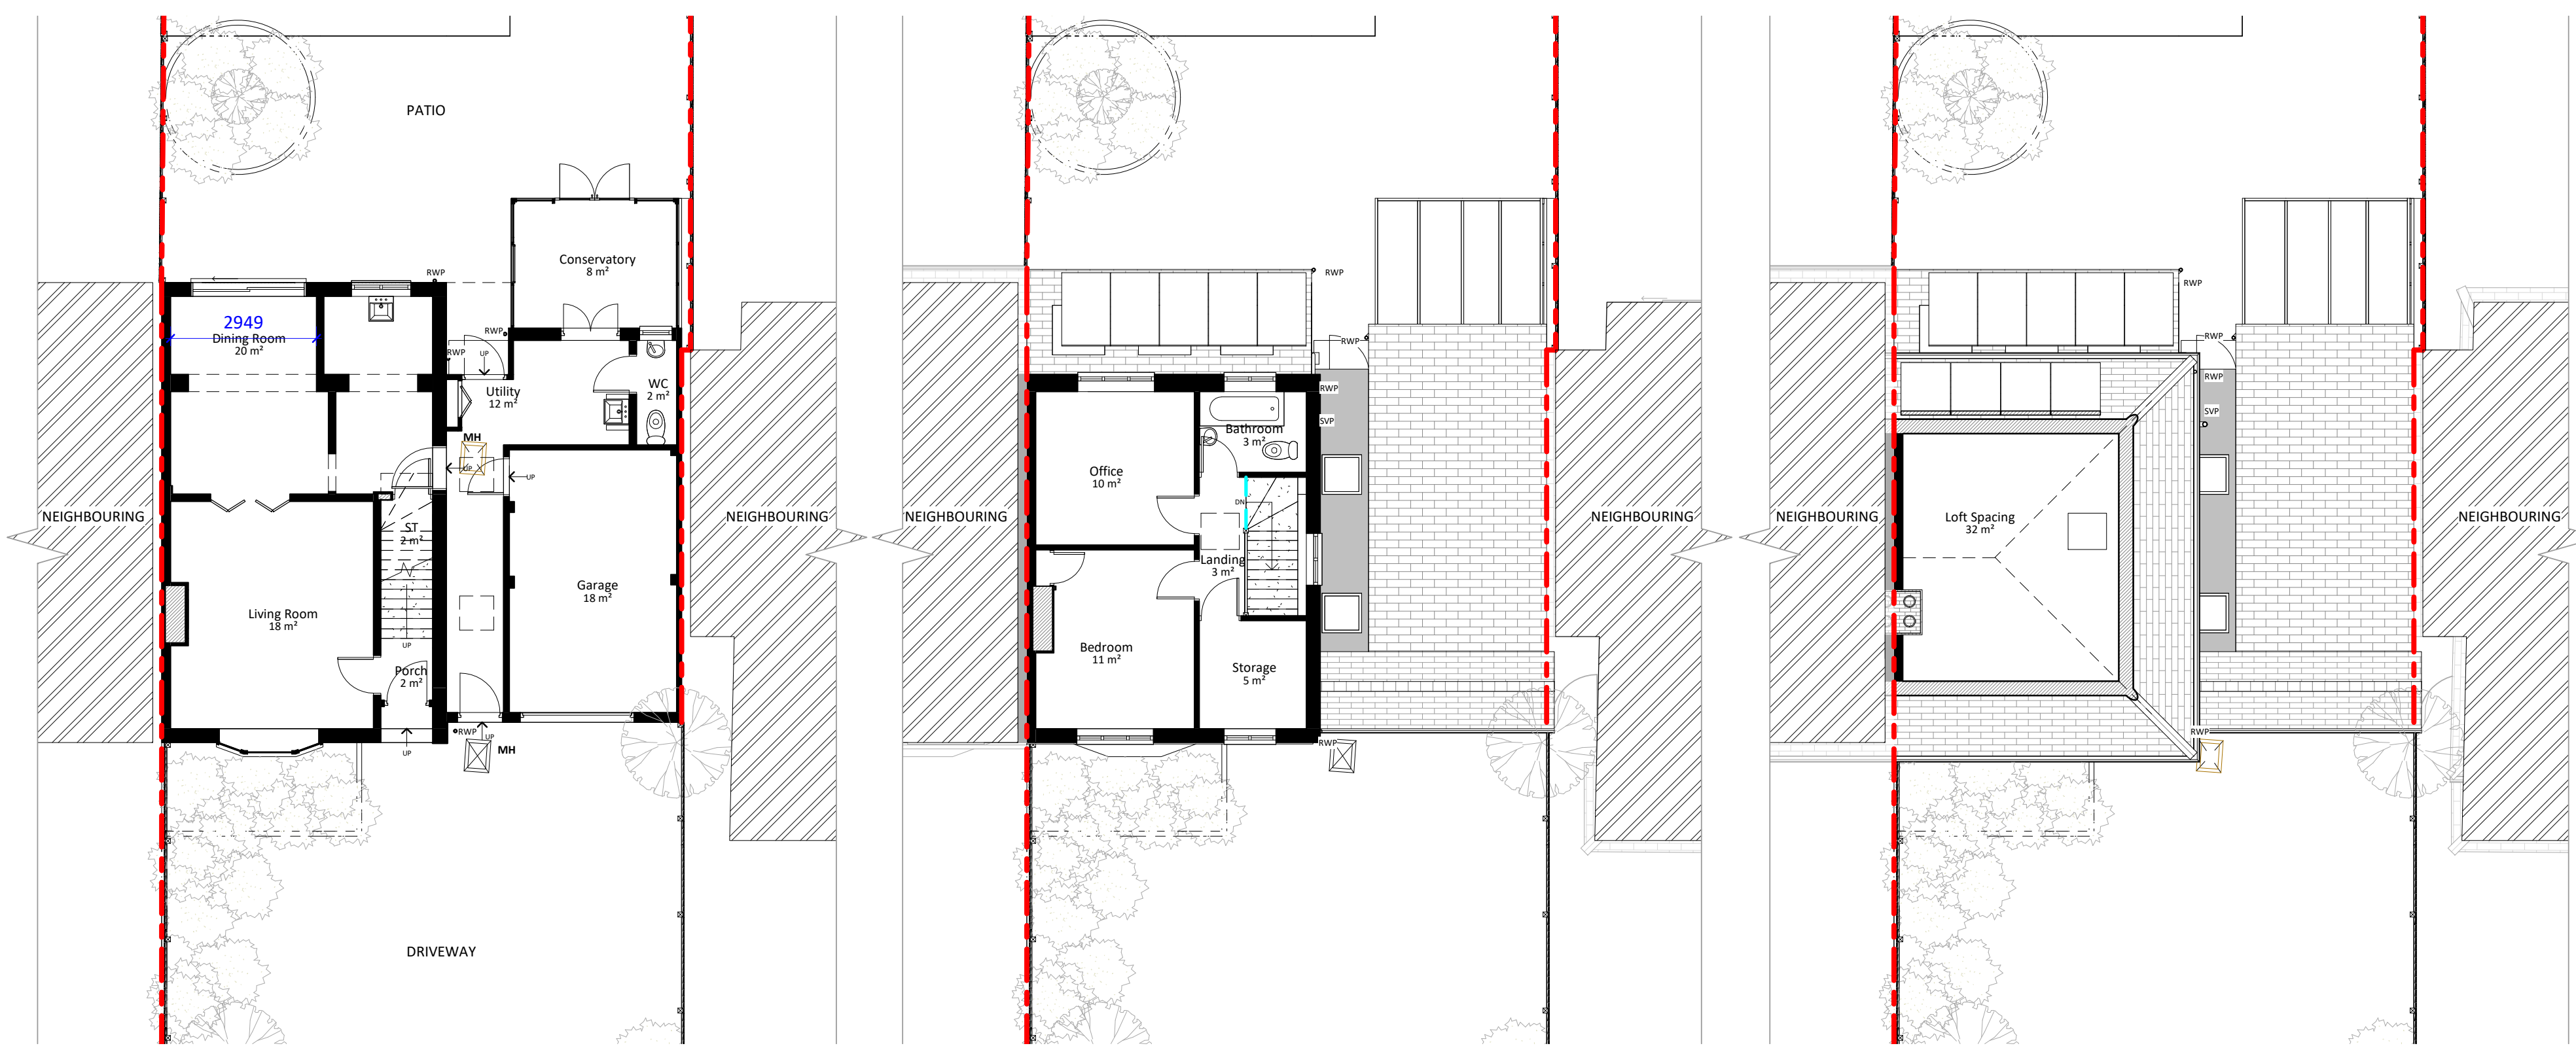 PATIO
Conservatory
8 m²
RWP
2949
Dining Room
20 m²
RWP
RWP
UP
Utility
12 m²
WC
2 m²
MH
UP
UP
NEIGHBOURING
ST
2 m²
NEIGHBOURING
Garage
18 m²
Living Room
18 m²
UP
Porch
2 m²
UP
RWP
UP
MH
DRIVEWAY
RWP
RWP
RWP
SVP
Bathroom
3 m²
Office
10 m²
DN
NEIGHBOURING
NEIGHBOURING
Landing
3 m²
Bedroom
11 m²
Storage
5 m²
RWP
RWP
RWP
RWP
SVP
NEIGHBOURING
Loft Spacing
32 m²
NEIGHBOURING
RWP